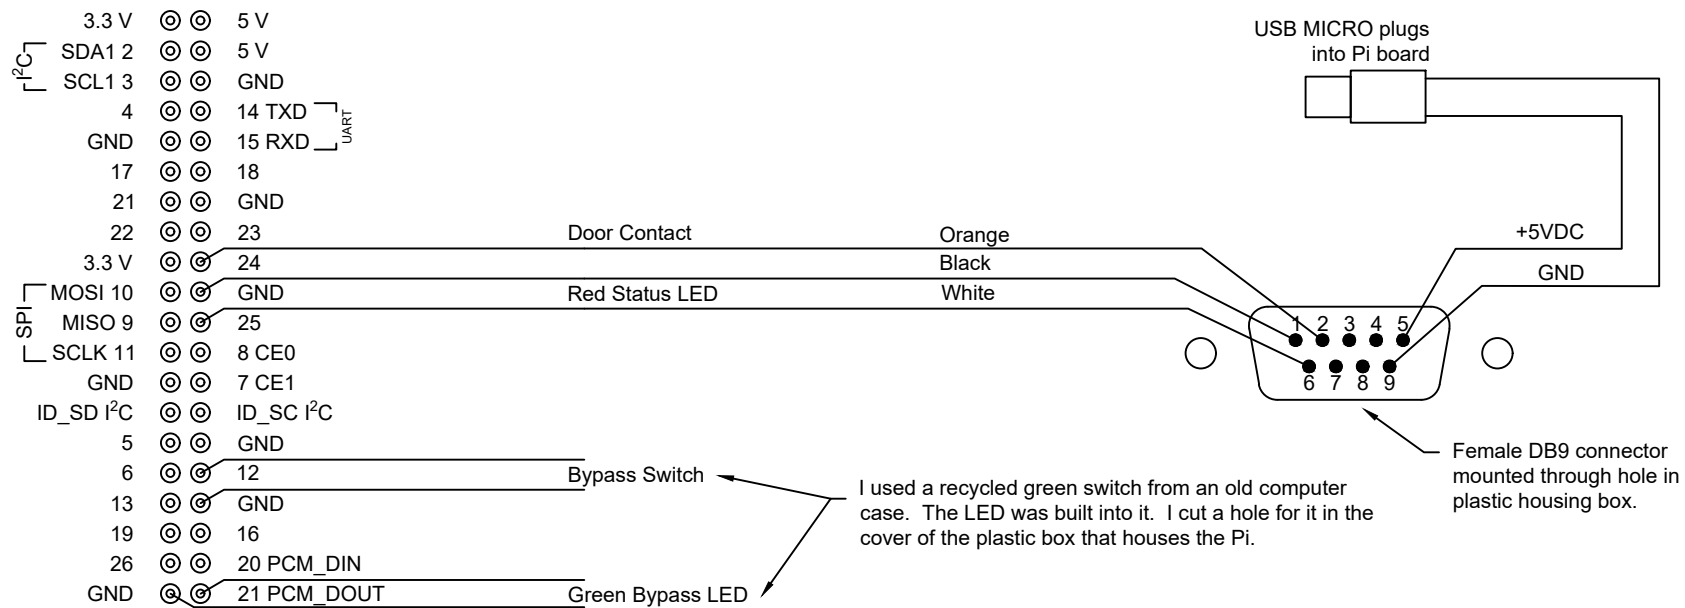 3.3 V 5 V
I²C SDA1 2 5 V
SCL1 3 GND
4 14 TXD UART
GND 15 RXD
17 18
21 GND
22 23
3.3 V 24
SPI MOSI 10 GND
MISO 9 25
SCLK 11 8 CE0
GND 7 CE1
ID_SD I²C ID_SC I²C
5 GND
6 12
13 GND
19 16
26 20 PCM_DIN
GND 21 PCM_DOUT
Door Contact Orange
Black
Red Status LED White
Bypass Switch
Green Bypass LED
I used a recycled green switch from an old computer
case. The LED was built into it. I cut a hole for it in the
cover of the plastic box that houses the Pi.
USB MICRO plugs
into Pi board
+5VDC
GND
1 2 3 4 5
6 7 8 9
Female DB9 connector
mounted through hole in
plastic housing box.